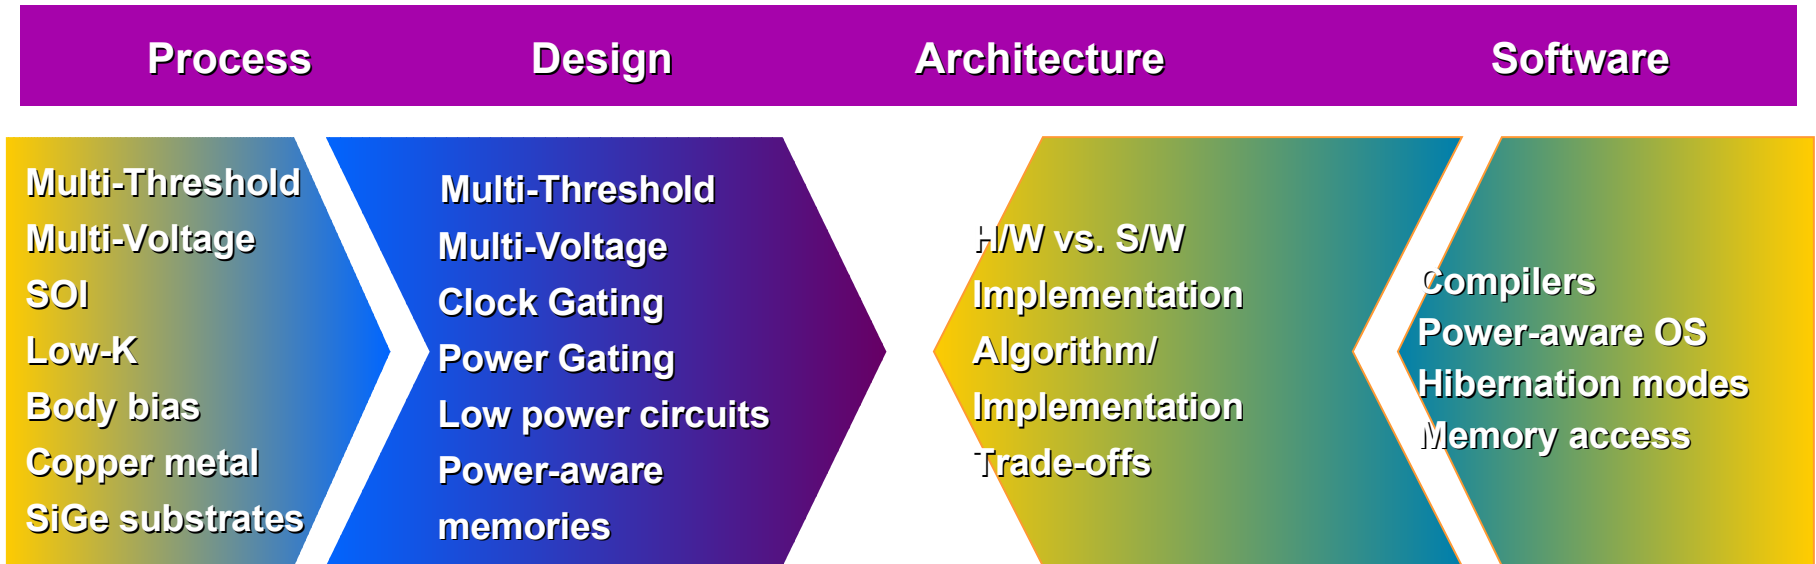 Process Design Architecture Software
Multi-Threshold
Multi-Voltage
SOI
Low-K
Body bias
Copper metal
SiGe substrates
Multi-Threshold
Multi-Voltage
Clock Gating
Power Gating
Low power circuits
Power-aware
memories
H/W vs. S/W
Implementation
Algorithm/
Implementation
Trade-offs
Compilers
Power-aware OS
Hibernation modes
Memory access